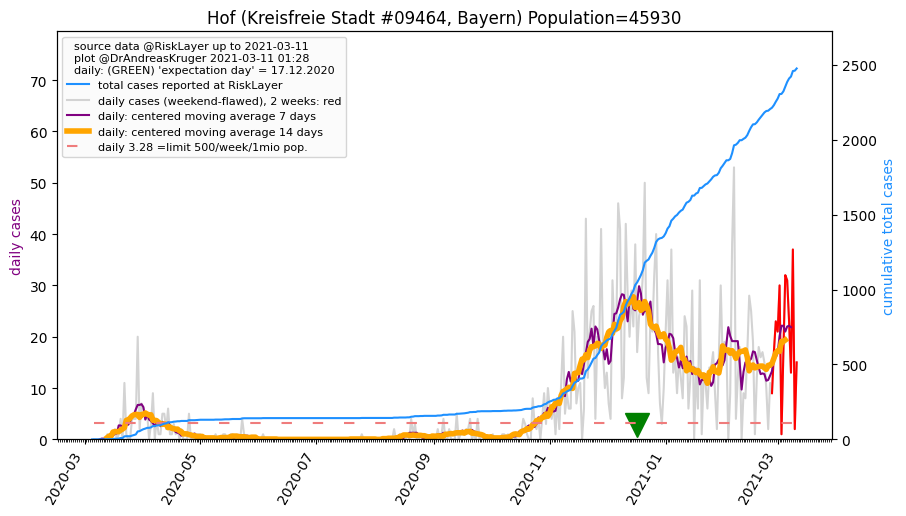 Hof (Kreisfreie Stadt #09464, Bayern) Population=45930
source data @RiskLayer up to 2021-03-11
plot @DrAndreasKruger 2021-03-11 01:28
daily: (GREEN) 'expectation day' = 17.12.2020
total cases reported at RiskLayer
daily cases (weekend-flawed), 2 weeks: red
daily: centered moving average 7 days
daily: centered moving average 14 days
daily 3.28 =limit 500/week/1mio pop.
daily cases
70
60
50
40
30
20
10
0
cumulative total cases
2500
2000
1500
1000
500
0
2020-03
2020-05
2020-07
2020-09
2020-11
2021-01
2021-03